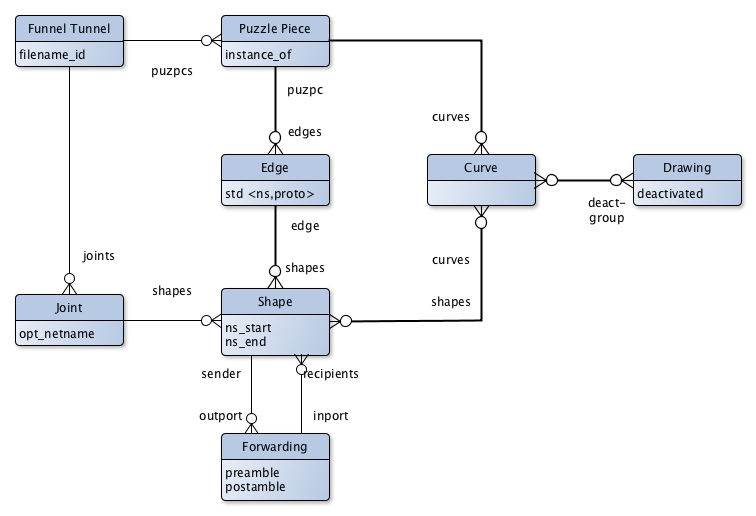 Funnel Tunnel
filename_id
Puzzle Piece
instance_of
puzpcs
puzpc
edges
curves
Edge
std <ns,proto>
Curve
Drawing
deactivated
deact-
group
edge
shapes
joints
curves
shapes
shapes
Joint
opt_netname
Shape
ns_start
ns_end
sender
recipients
outport
inport
Forwarding
preamble
postamble